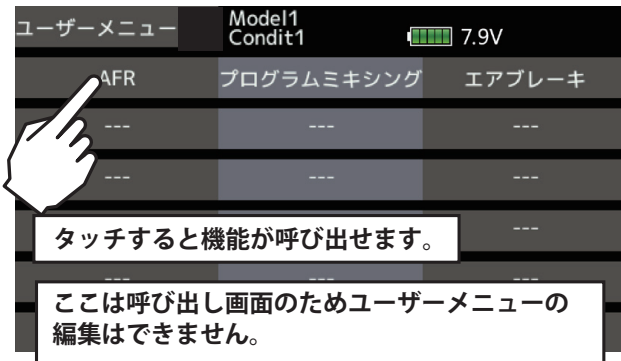 ユーザーメニュー
Model1
Condit1
7.9V
AFR プログラムミキシング エアブレーキ
--- --- ---
--- --- ---
タッチすると機能が呼び出せます。
---
--- --- ---
ここは呼び出し画面のためユーザーメニューの
編集はできません。